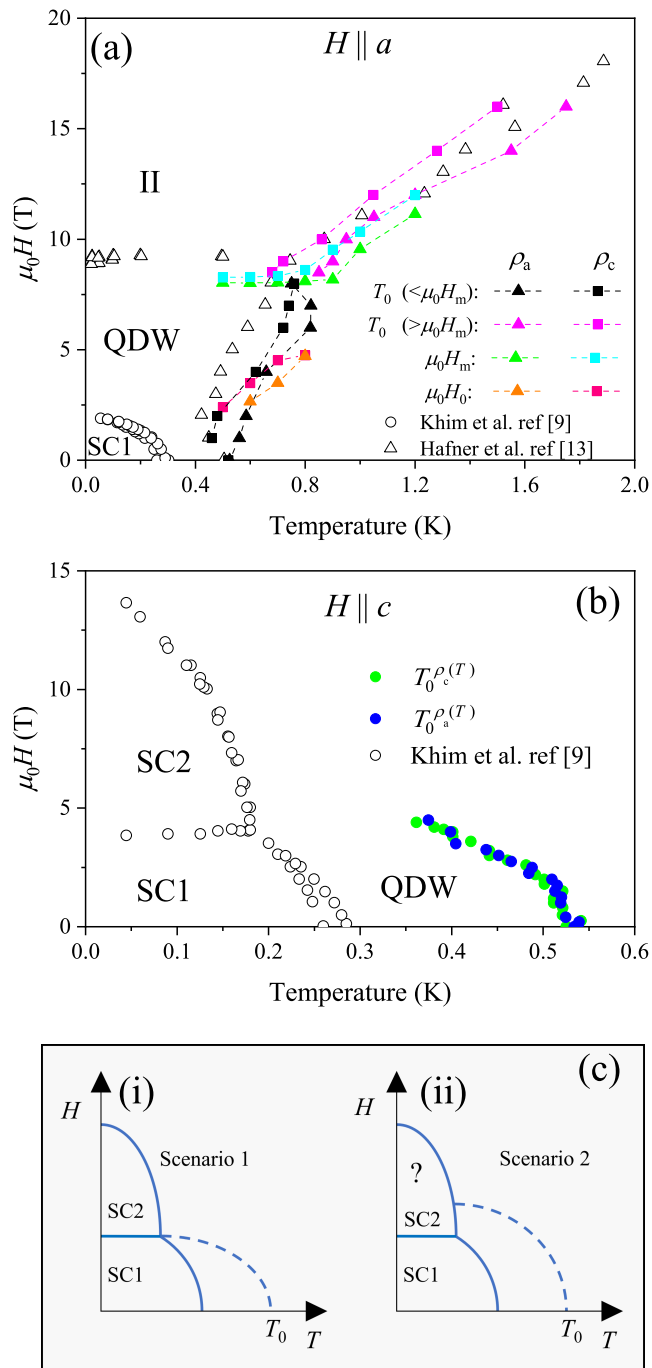 (a)
H ∥ a
20
15
10
5
0
μ₀H (T)
II
QDW
SC1
ρa ρc
T₀ (<μ₀Hm):
T₀ (>μ₀Hm):
μ₀Hm:
μ₀H₀:
Khim et al. ref [9]
Hafner et al. ref [13]
0.0 0.4 0.8 1.2 1.6 2.0
Temperature (K)
H ∥ c
(b)
15
10
5
0
μ₀H (T)
T₀^ρc(T)
T₀^ρa(T)
Khim et al. ref [9]
SC2
SC1
QDW
0.0 0.1 0.2 0.3 0.4 0.5 0.6
Temperature (K)
(c)
(i)
H
Scenario 1
SC2
SC1
T₀ T
(ii)
H
Scenario 2
?
SC2
SC1
T₀ T